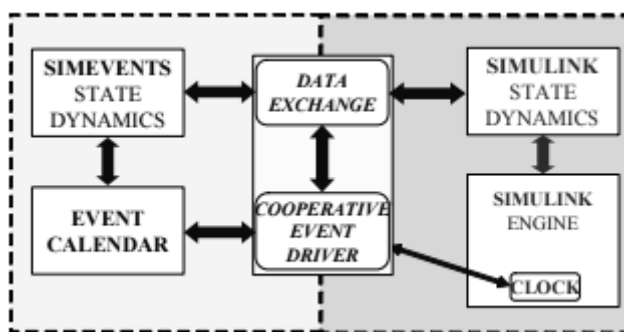 SIMEVENTS
STATE
DYNAMICS
DATA
EXCHANGE
SIMULINK
STATE
DYNAMICS
EVENT
CALENDAR
COOPERATIVE
EVENT
DRIVER
SIMULINK
ENGINE
CLOCK